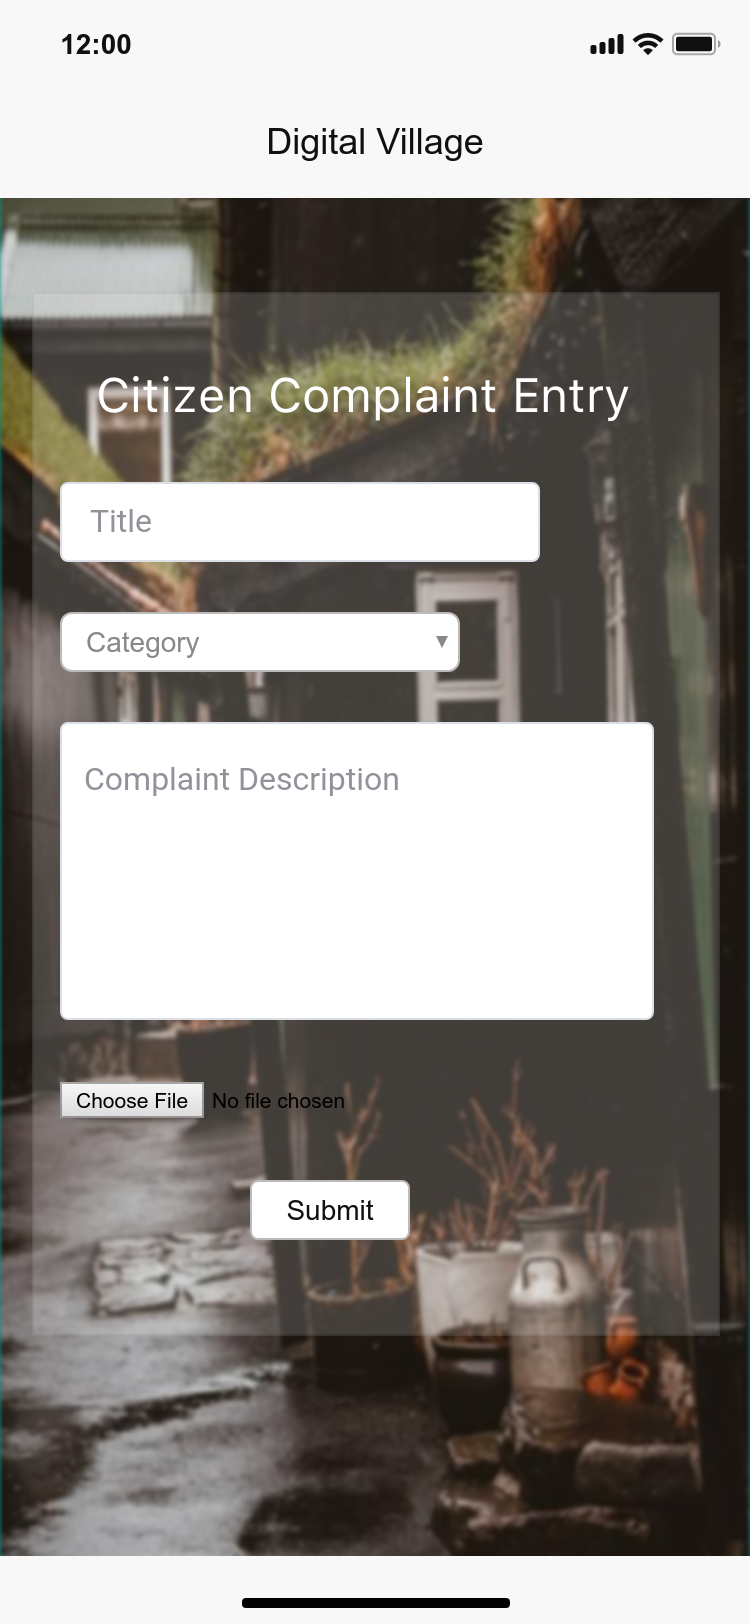 12:00
Digital Village
Citizen Complaint Entry
Title
Category
Complaint Description
Choose File No file chosen
Submit